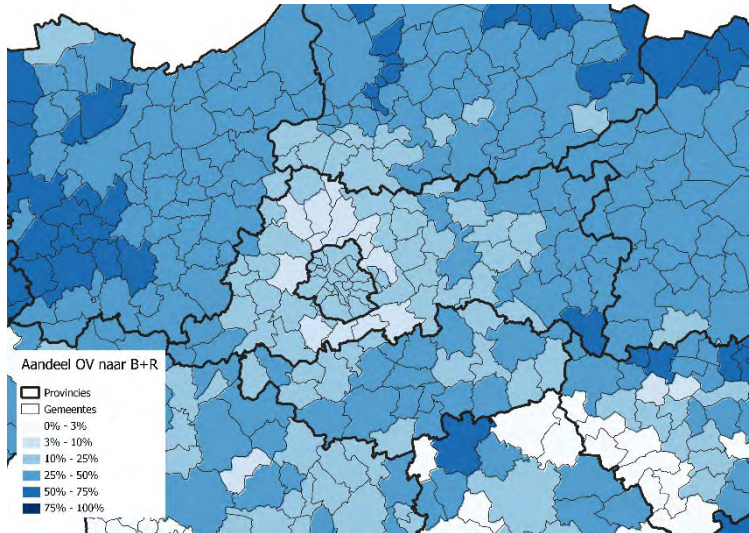 Aandeel OV naar B+R
Provincies
Gemeentes
0% - 3%
3% - 10%
10% - 25%
25% - 50%
50% - 75%
75% - 100%